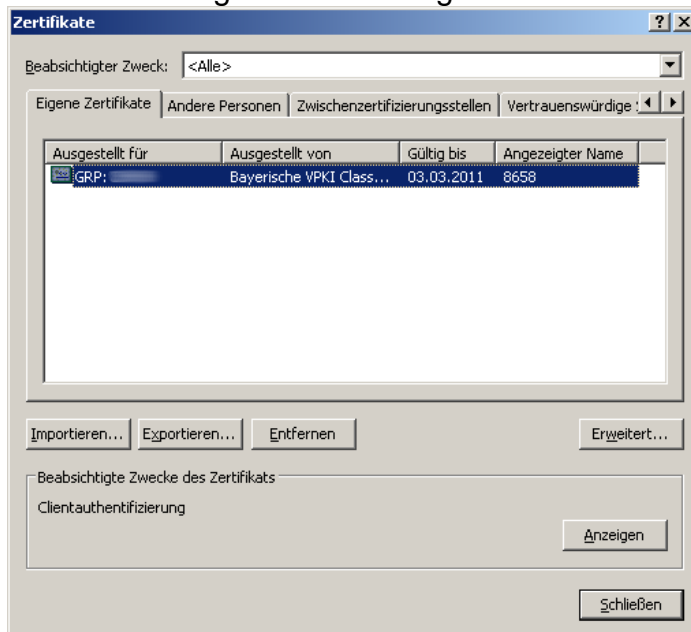 Zertifikate
Beabsichtigter Zweck: <Alle>
Eigene Zertifikate Andere Personen Zwischenzertifizierungsstellen Vertrauenswürdige
Ausgestellt für Ausgestellt von Gültig bis Angezeigter Name
GRP: Bayerische VPKI Class... 03.03.2011 8658
Importieren... Exportieren... Entfernen Erweitert...
Beabsichtigte Zwecke des Zertifikats
Clientauthentifizierung
Anzeigen
Schließen